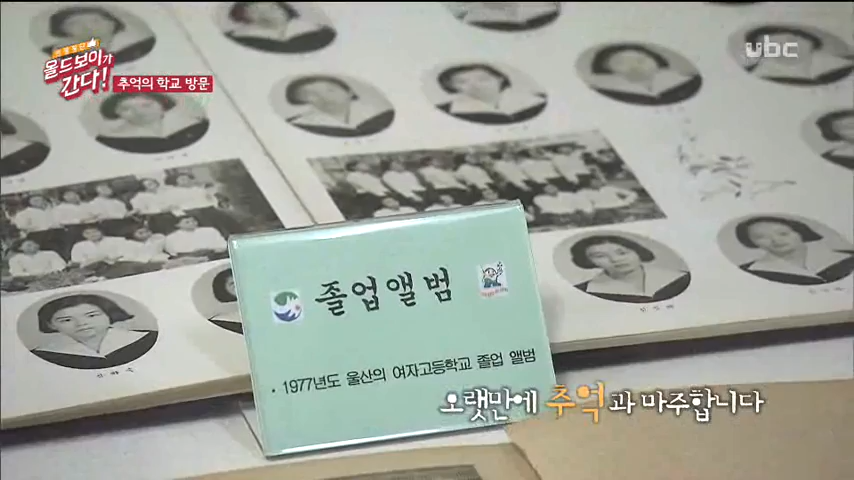 올드보이가
간다!
추억의 학교 방문
ubc
졸업앨범
· 1977년도 울산의 여자고등학교 졸업 앨범
오랫만에 추억과 마주합니다